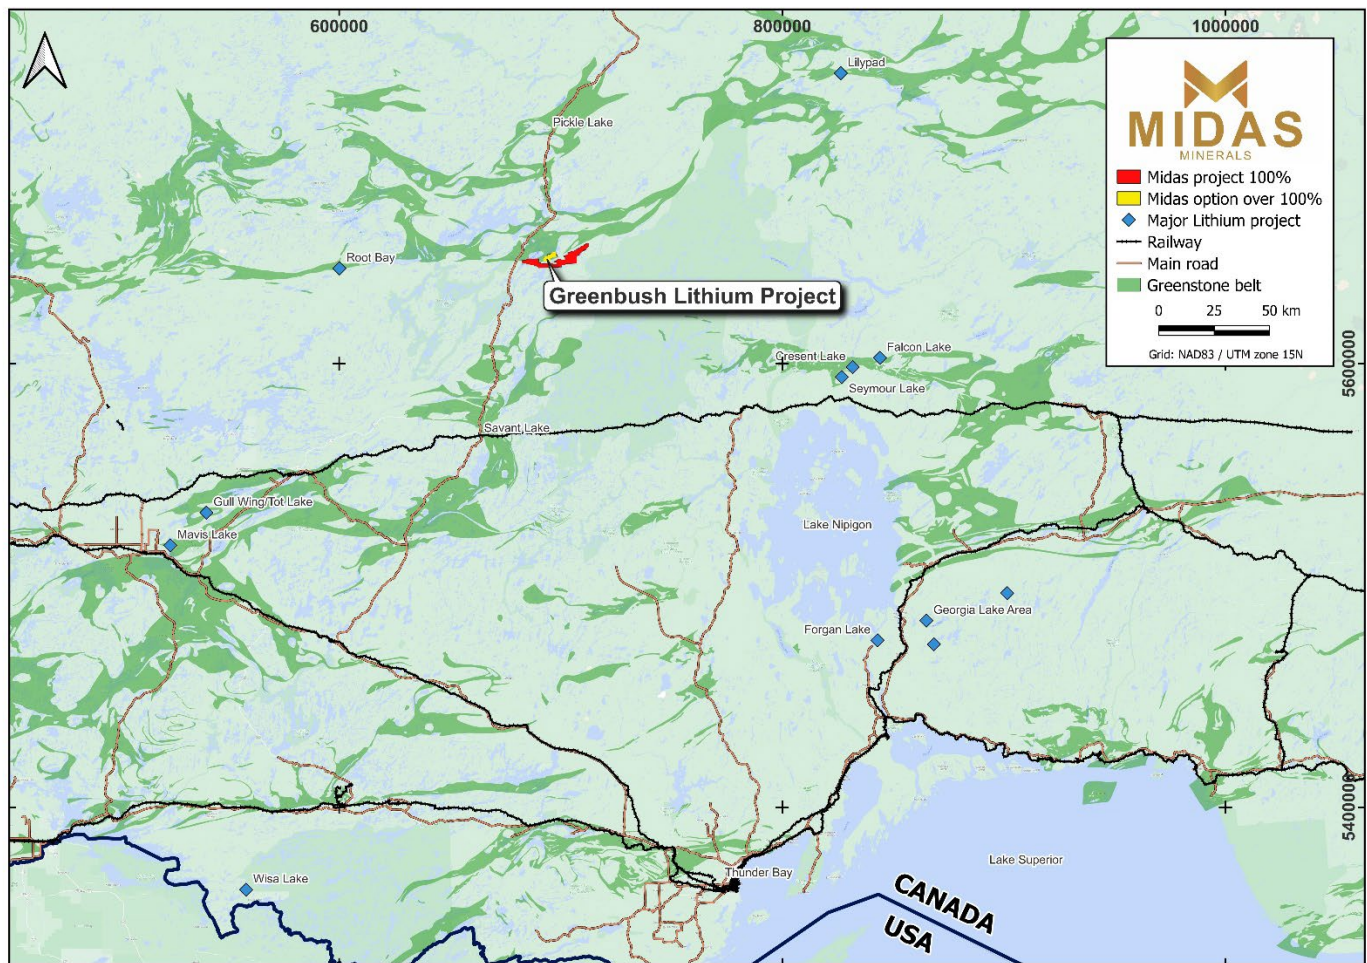 600000
800000
1000000
Lilypad
MIDAS
MINERALS
Midas project 100%
Midas option over 100%
Major Lithium project
Railway
Main road
Greenstone belt
0 25 50 km
Grid: NAD83 / UTM zone 15N
Pickle Lake
Root Bay
Greenbush Lithium Project
Falcon Lake
Cresent Lake
Seymour Lake
5600000
Savant Lake
Gull Wing/Tot Lake
Mavis Lake
Lake Nipigon
Georgia Lake Area
Forgan Lake
5400000
Lake Superior
Thunder Bay
Wisa Lake
CANADA
USA